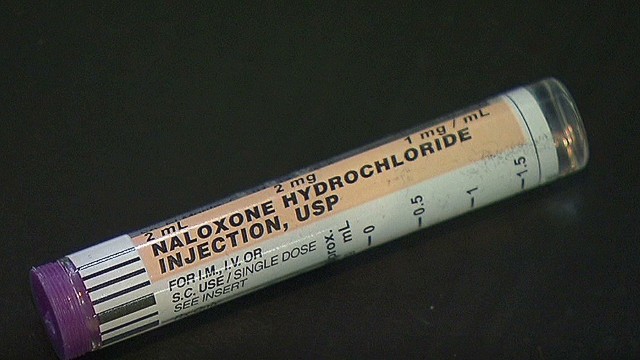 2 mL 2 mg 1 mg / mL
NALOXONE HYDROCHLORIDE
INJECTION, USP
FOR I.M., I.V. OR
S.C. USE / SINGLE DOSE
SEE INSERT
mL
0
0.5
1
1.5